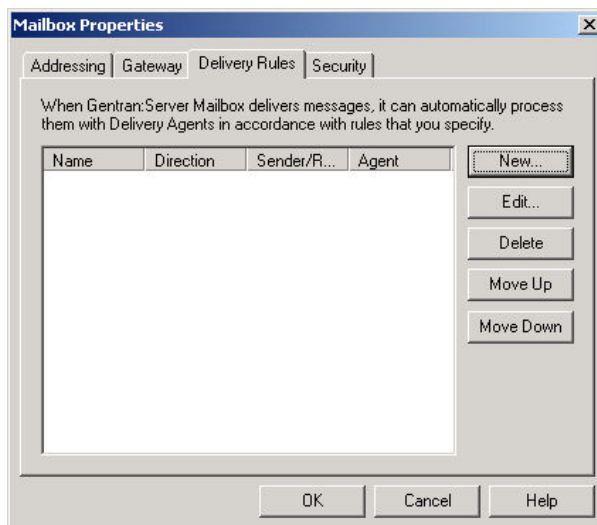 Mailbox Properties
Addressing Gateway Delivery Rules Security
When Gentran:Server Mailbox delivers messages, it can automatically process
them with Delivery Agents in accordance with rules that you specify.
Name Direction Sender/R... Agent
New...
Edit...
Delete
Move Up
Move Down
OK Cancel Help